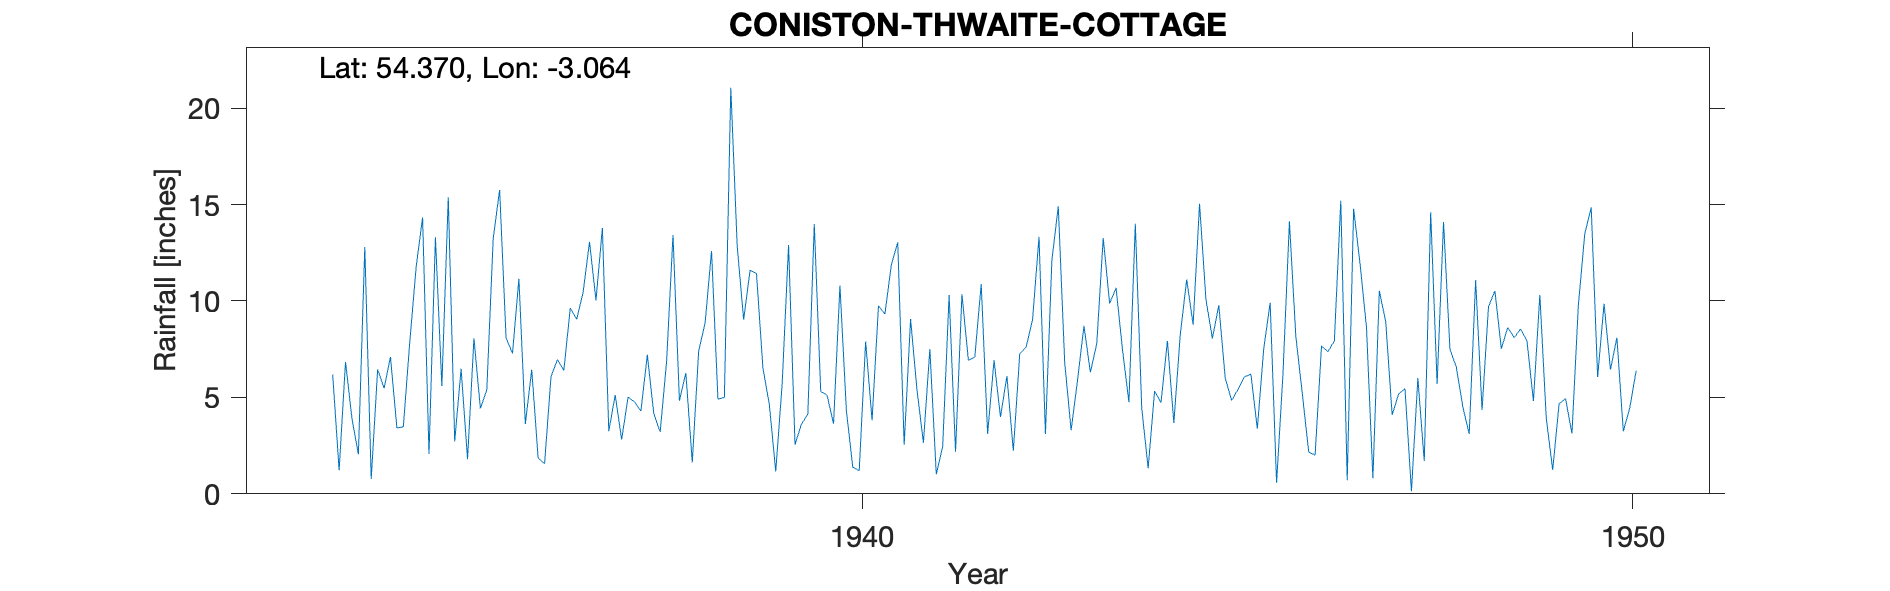 CONISTON-THWAITE-COTTAGE
Lat: 54.370, Lon: -3.064
20
15
10
5
0
Rainfall [inches]
1940 1950
Year